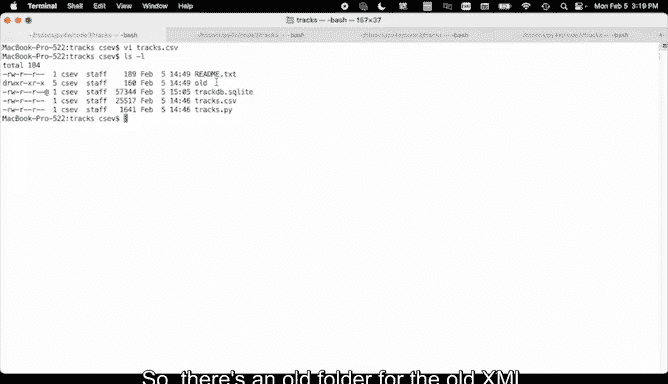 Terminal Shell Edit View Window Help Mon Feb 5 3:19 PM
tracks — -bash — 157×37
MacBook-Pro-522:tracks csev$ vi tracks.csv
MacBook-Pro-522:tracks csev$ ls -l
total 184
-rw-r--r-- 1 csev staff 189 Feb 5 14:49 README.txt
drwxr-xr-x 5 csev staff 160 Feb 5 14:49 old
-rw-r--r--@ 1 csev staff 57344 Feb 5 15:05 trackdb.sqlite
-rw-r--r-- 1 csev staff 25517 Feb 5 14:46 tracks.csv
-rw-r--r-- 1 csev staff 1641 Feb 5 14:46 tracks.py
MacBook-Pro-522:tracks csev$
So, there's an old folder for the old XML